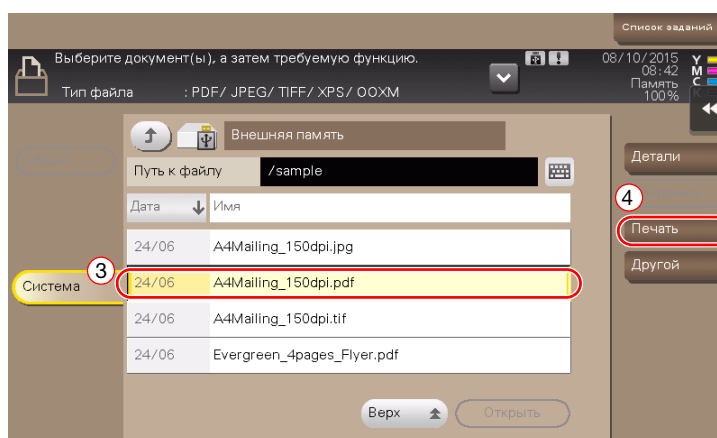 Список заданий
Выберите документ(ы), а затем требуемую функцию.
08/10/2015
08:42
Память
100%
Y
M
C
K
Тип файла : PDF/ JPEG/ TIFF/ XPS/ OOXM
Внешняя память
Путь к файлу /sample
Детали
4
Печать
Другой
Дата Имя
24/06 A4Mailing_150dpi.jpg
3
Система
24/06 A4Mailing_150dpi.pdf
24/06 A4Mailing_150dpi.tif
24/06 Evergreen_4pages_Flyer.pdf
Верх
Открыть